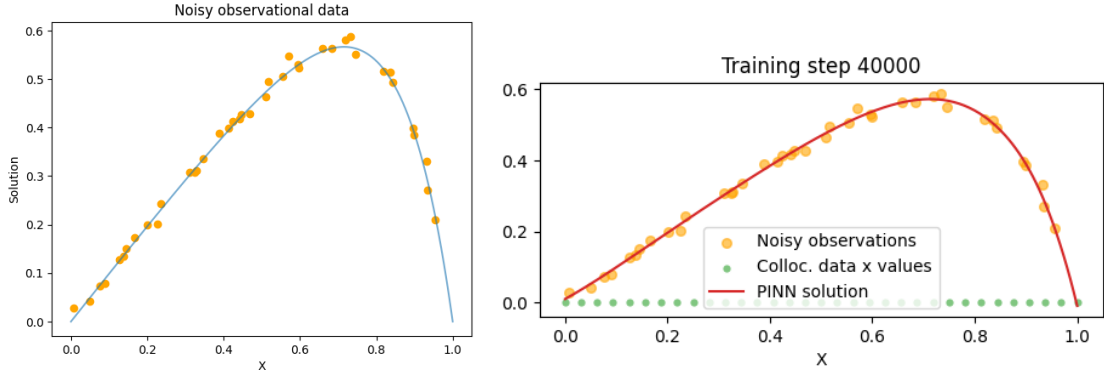 Noisy observational data
Solution
0.6
0.5
0.4
0.3
0.2
0.1
0.0
0.0 0.2 0.4 0.6 0.8 1.0
X
Training step 40000
0.6
0.4
0.2
0.0
Noisy observations
Colloc. data x values
PINN solution
0.0 0.2 0.4 0.6 0.8 1.0
X